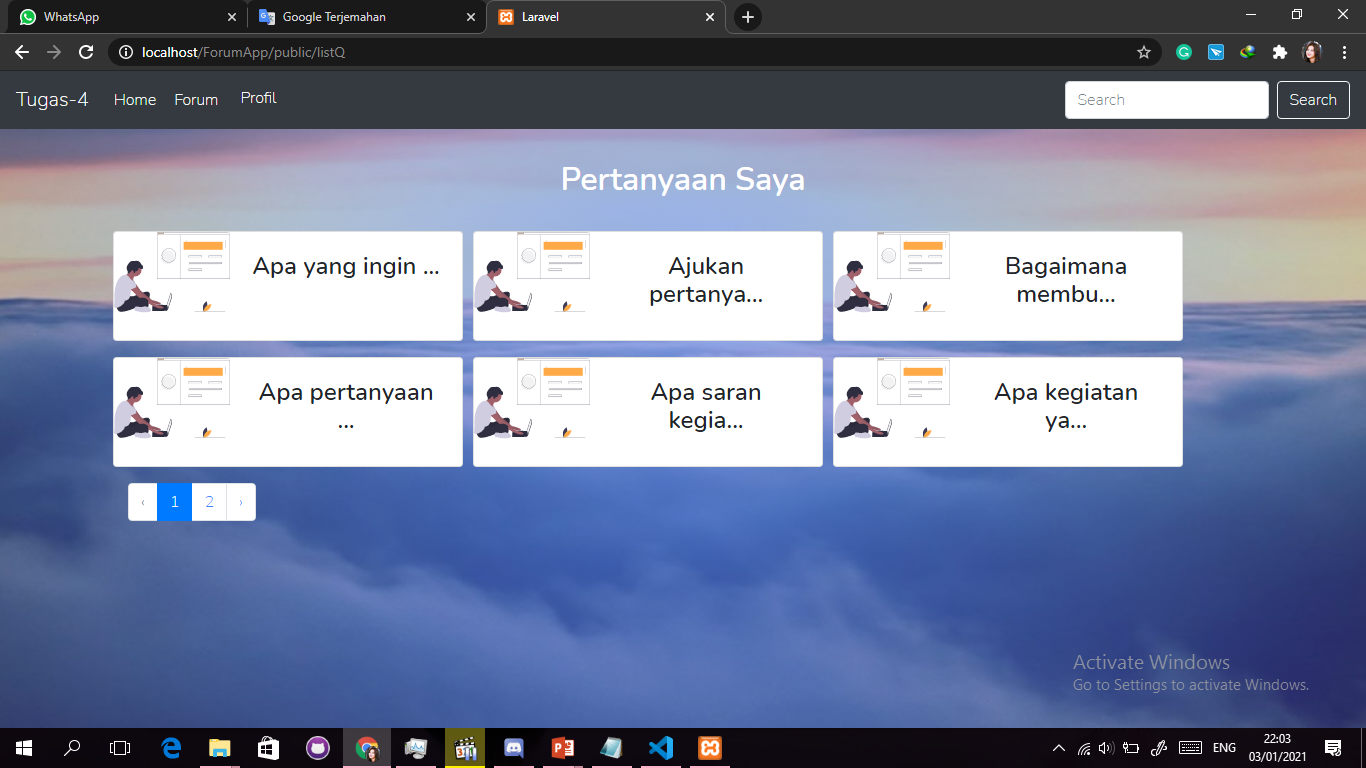 WhatsApp
Google Terjemahan
Laravel
localhost/ForumApp/public/listQ
Tugas-4 Home Forum Profil Search Search
Pertanyaan Saya
Apa yang ingin ...
Ajukan
pertanya...
Bagaimana
membu...
Apa pertanyaan
...
Apa saran
kegia...
Apa kegiatan
ya...
‹ 1 2 ›
Activate Windows
Go to Settings to activate Windows.
ENG
22:03
03/01/2021